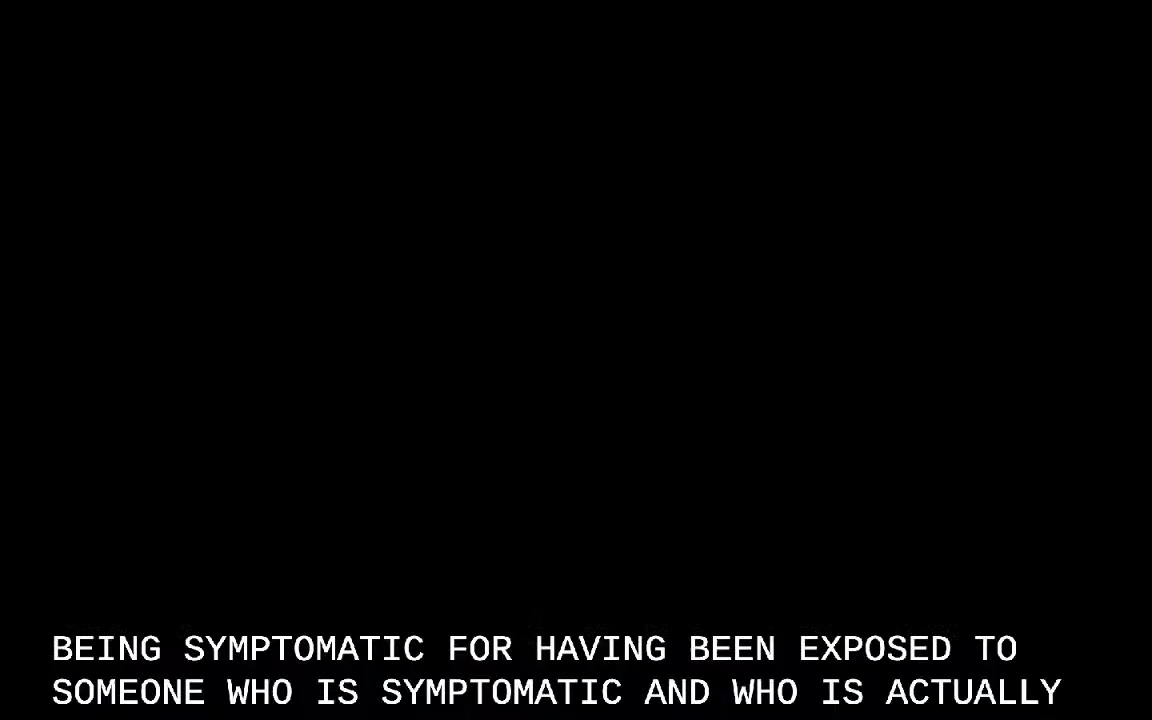 BEING SYMPTOMATIC FOR HAVING BEEN EXPOSED TO
SOMEONE WHO IS SYMPTOMATIC AND WHO IS ACTUALLY